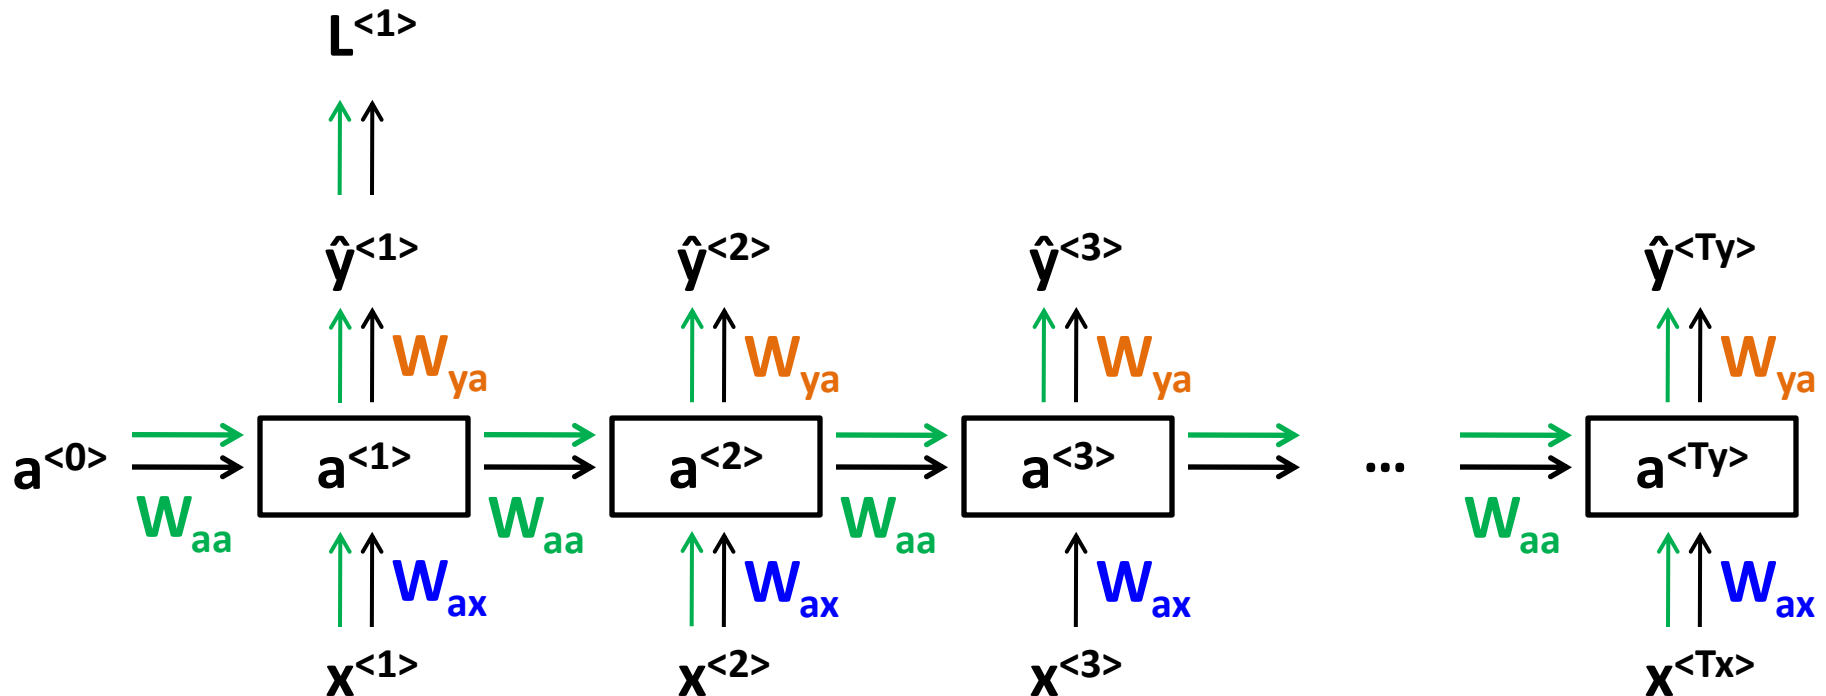 L<1>
ŷ<1> ŷ<2> ŷ<3> ŷ<Ty>
Wya Wya Wya Wya
a<0> a<1> a<2> a<3> ... a<Ty>
Waa Waa Waa Waa
Wax Wax Wax Wax
x<1> x<2> x<3> x<Tx>